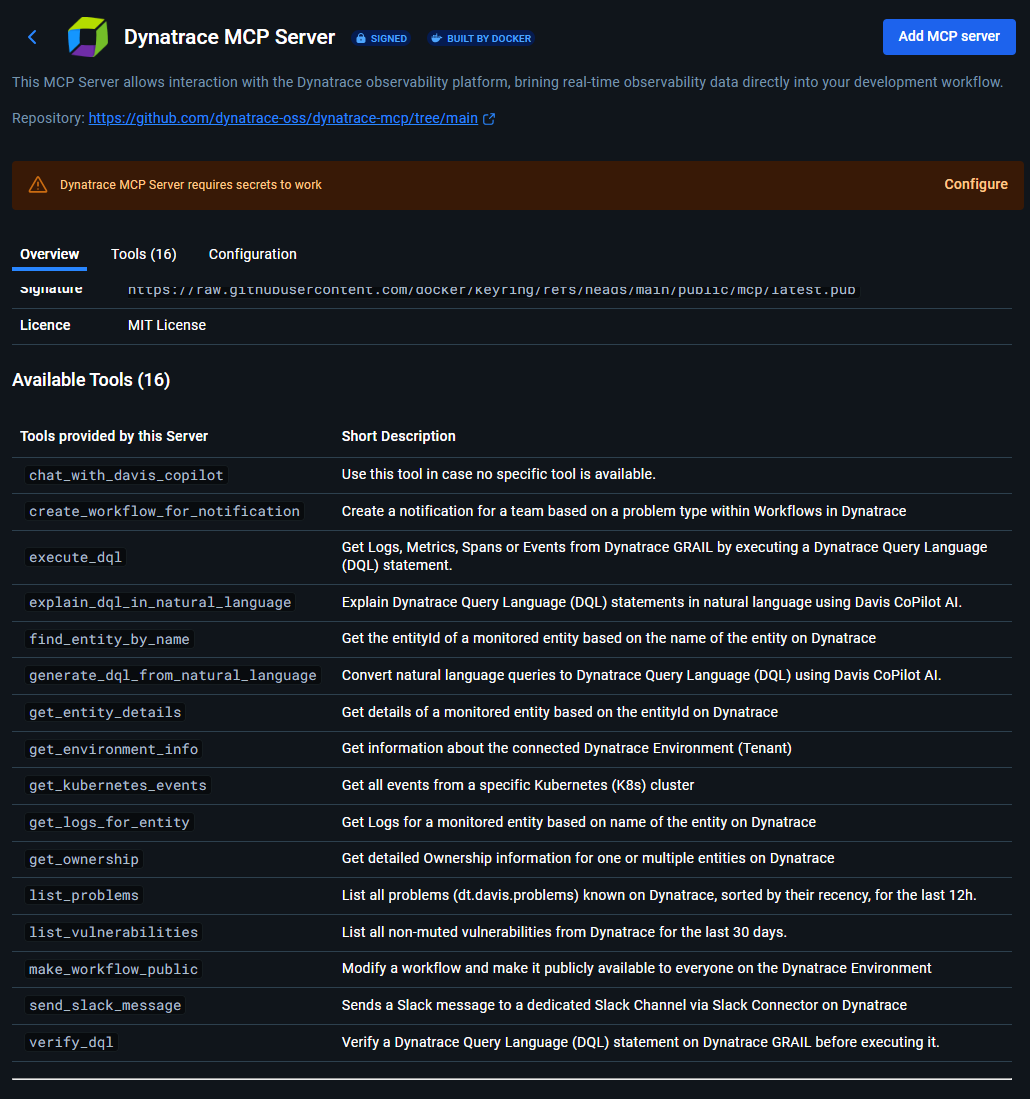 Dynatrace MCP Server SIGNED BUILT BY DOCKER Add MCP server
This MCP Server allows interaction with the Dynatrace observability platform, brining real-time observability data directly into your development workflow.
Repository: https://github.com/dynatrace-oss/dynatrace-mcp/tree/main
Dynatrace MCP Server requires secrets to work Configure
Overview Tools (16) Configuration
Signature https://raw.githubusercontent.com/docker/keyring/refs/heads/main/public/mcp/latest.pub
Licence MIT License
Available Tools (16)
Tools provided by this Server Short Description
chat_with_davis_copilot Use this tool in case no specific tool is available.
create_workflow_for_notification Create a notification for a team based on a problem type within Workflows in Dynatrace
execute_dql Get Logs, Metrics, Spans or Events from Dynatrace GRAIL by executing a Dynatrace Query Language
(DQL) statement.
explain_dql_in_natural_language Explain Dynatrace Query Language (DQL) statements in natural language using Davis CoPilot AI.
find_entity_by_name Get the entityId of a monitored entity based on the name of the entity on Dynatrace
generate_dql_from_natural_language Convert natural language queries to Dynatrace Query Language (DQL) using Davis CoPilot AI.
get_entity_details Get details of a monitored entity based on the entityId on Dynatrace
get_environment_info Get information about the connected Dynatrace Environment (Tenant)
get_kubernetes_events Get all events from a specific Kubernetes (K8s) cluster
get_logs_for_entity Get Logs for a monitored entity based on name of the entity on Dynatrace
get_ownership Get detailed Ownership information for one or multiple entities on Dynatrace
list_problems List all problems (dt.davis.problems) known on Dynatrace, sorted by their recency, for the last 12h.
list_vulnerabilities List all non-muted vulnerabilities from Dynatrace for the last 30 days.
make_workflow_public Modify a workflow and make it publicly available to everyone on the Dynatrace Environment
send_slack_message Sends a Slack message to a dedicated Slack Channel via Slack Connector on Dynatrace
verify_dql Verify a Dynatrace Query Language (DQL) statement on Dynatrace GRAIL before executing it.